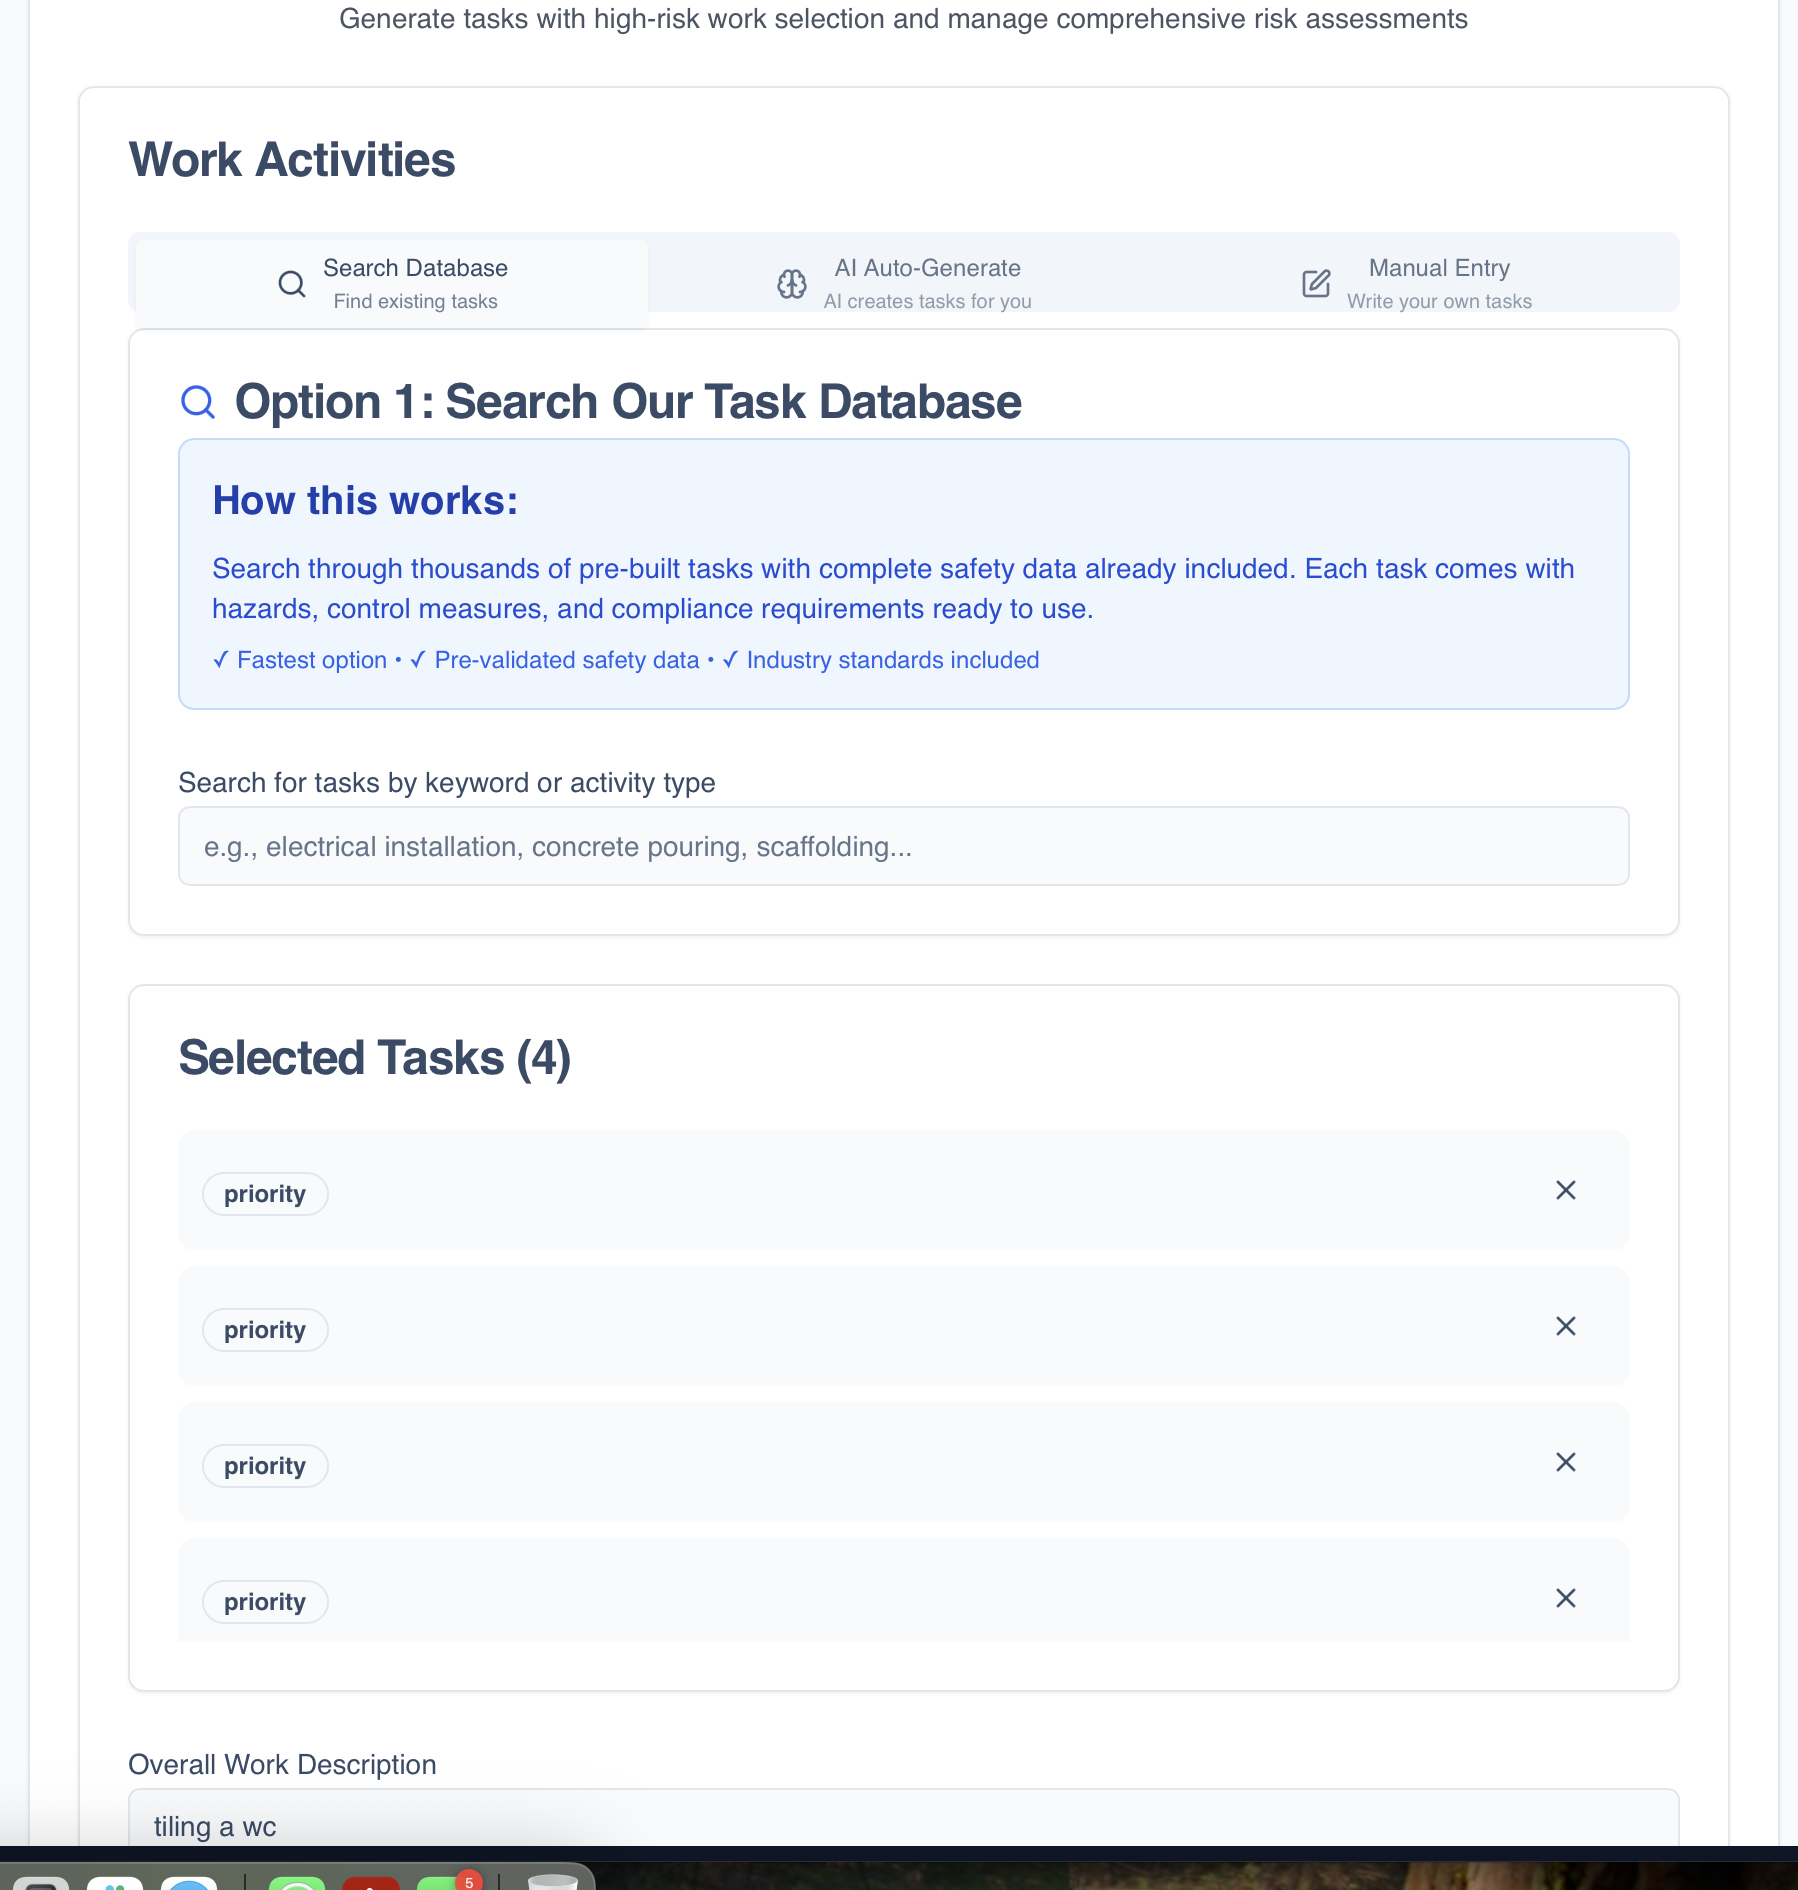 Generate tasks with high-risk work selection and manage comprehensive risk assessments
Work Activities
Search Database
Find existing tasks
AI Auto-Generate
AI creates tasks for you
Manual Entry
Write your own tasks
Option 1: Search Our Task Database
How this works:
Search through thousands of pre-built tasks with complete safety data already included. Each task comes with
hazards, control measures, and compliance requirements ready to use.
✓ Fastest option • ✓ Pre-validated safety data • ✓ Industry standards included
Search for tasks by keyword or activity type
e.g., electrical installation, concrete pouring, scaffolding...
Selected Tasks (4)
priority
priority
priority
priority
Overall Work Description
tiling a wc
5